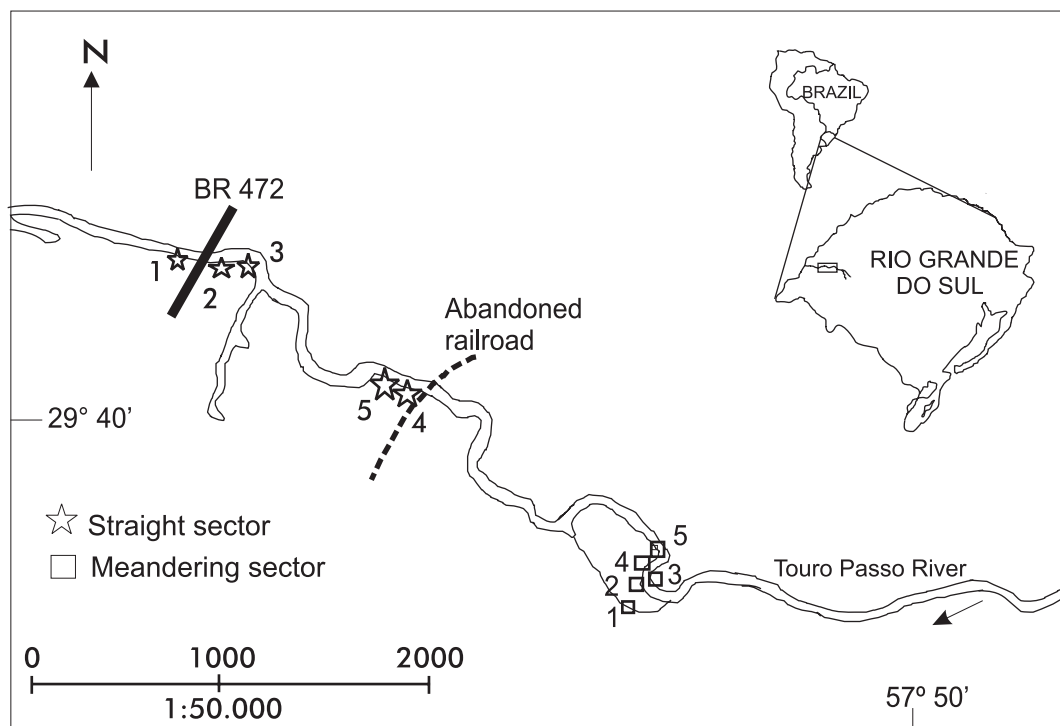 N
BRAZIL
BR 472
1
2
3
RIO GRANDE
DO SUL
Abandoned
railroad
5
4
29° 40'
Straight sector
Meandering sector
5
4
3
2
1
Touro Passo River
0
1000
2000
1:50.000
57° 50'